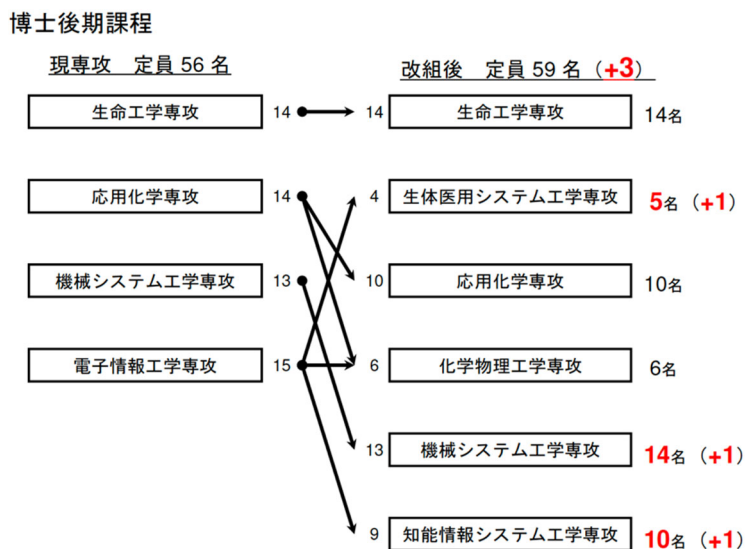 博士後期課程
現専攻　定員 56 名　改組後　定員 59 名（+3）
生命工学専攻　14　14　生命工学専攻　14名
応用化学専攻　14　4　生体医用システム工学専攻　5名（+1）
機械システム工学専攻　13　10　応用化学専攻　10名
電子情報工学専攻　15　6　化学物理工学専攻　6名
13　機械システム工学専攻　14名（+1）
9　知能情報システム工学専攻　10名（+1）